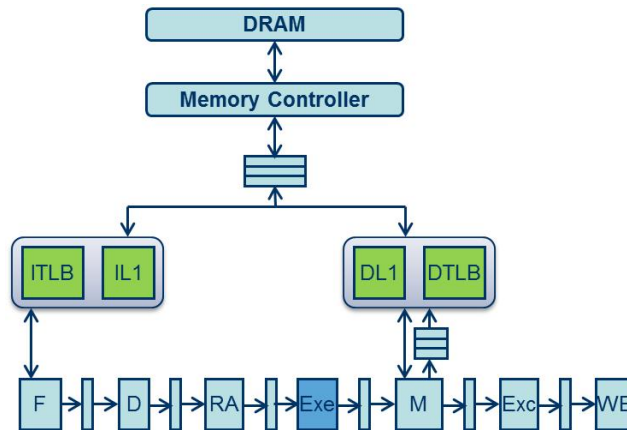 DRAM
Memory Controller
ITLB IL1 DL1 DTLB
F D RA Exe M Exc WB